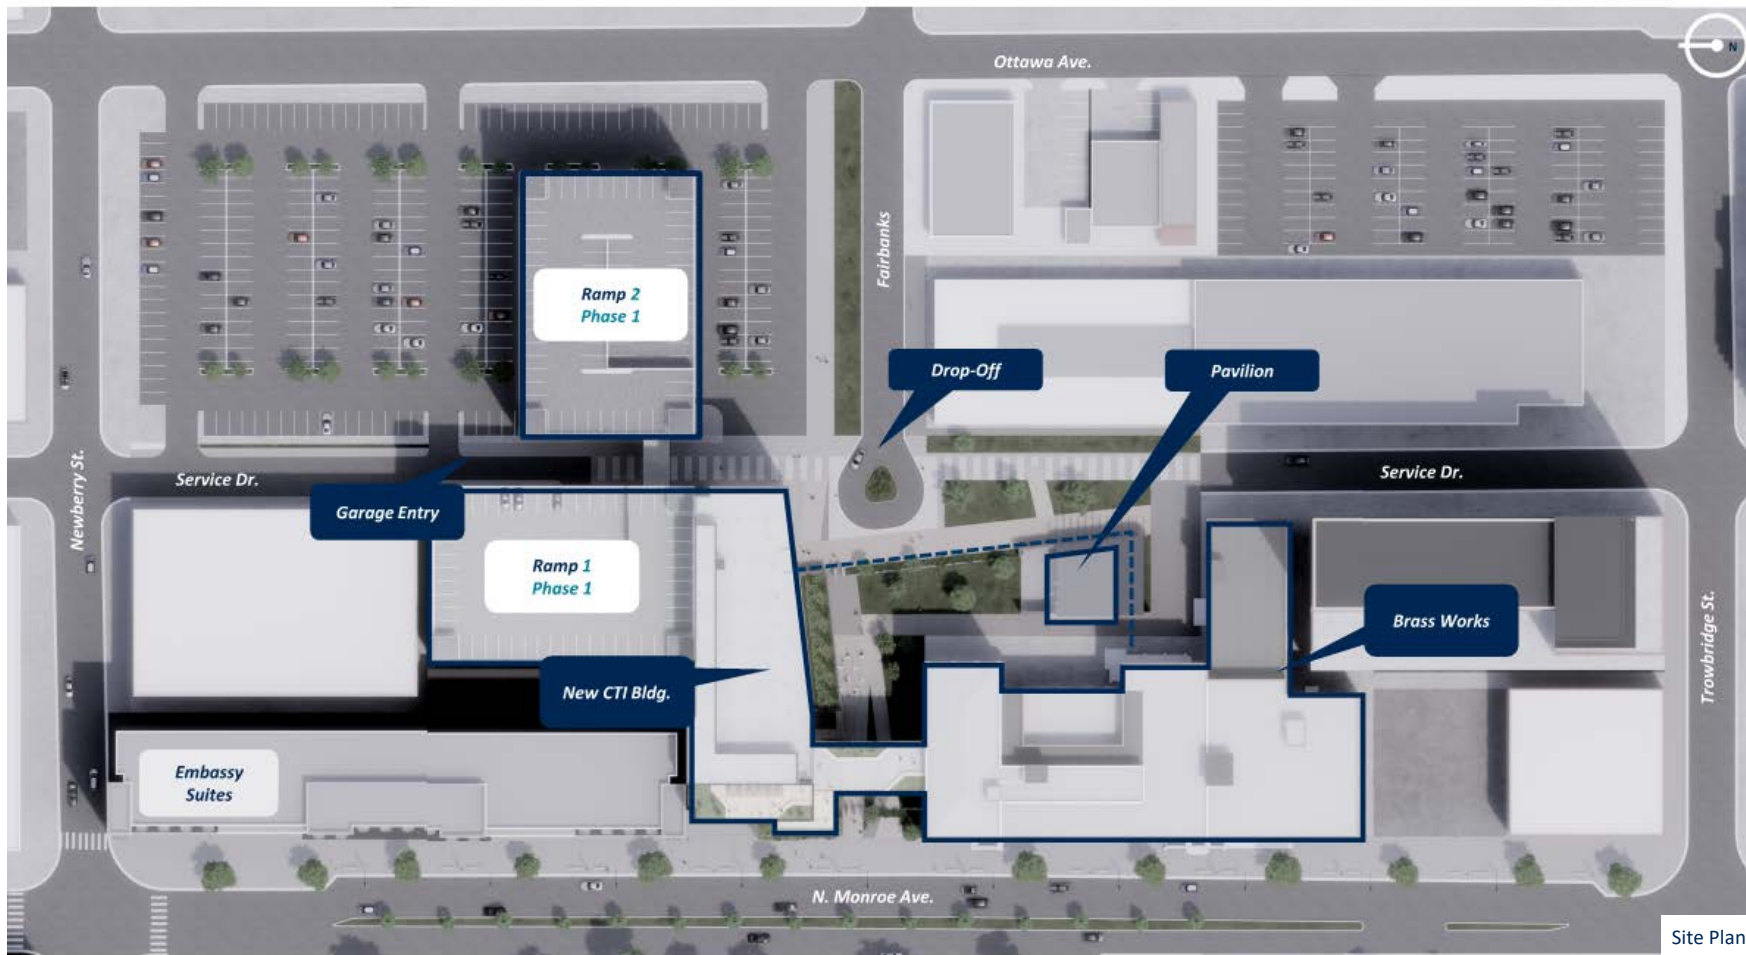 Ottawa Ave.
N
Fairbanks
Ramp 2
Phase 1
Drop-Off
Pavilion
Newberry St.
Service Dr.
Service Dr.
Garage Entry
Ramp 1
Phase 1
Brass Works
Trowbridge St.
New CTI Bldg.
Embassy
Suites
N. Monroe Ave.
Site Plan